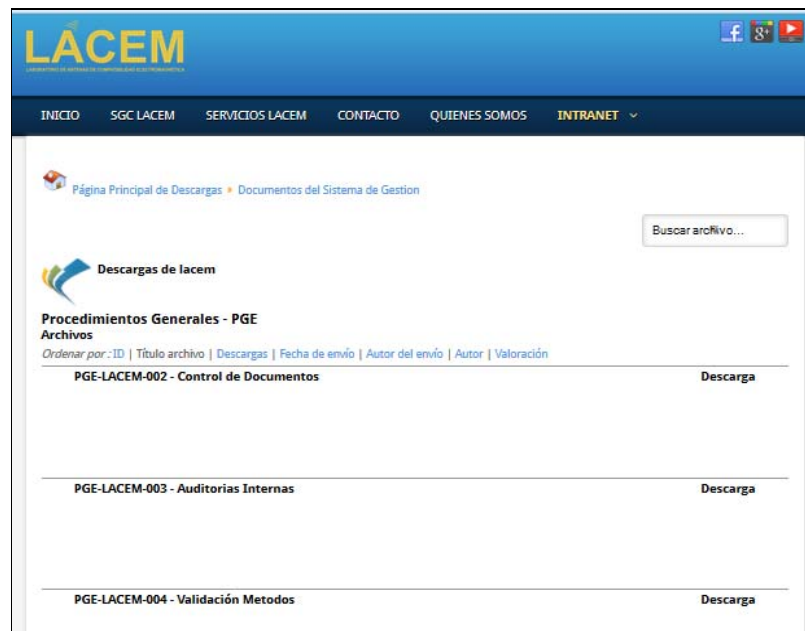 LACEM
INICIO SGC LACEM SERVICIOS LACEM CONTACTO QUIENES SOMOS INTRANET
Página Principal de Descargas Documentos del Sistema de Gestion
Buscar archivo...
Descargas de lacem
Procedimientos Generales - PGE
Archivos
Ordenar por : ID | Título archivo | Descargas | Fecha de envío | Autor del envío | Autor | Valoración
PGE-LACEM-002 - Control de Documentos Descarga
PGE-LACEM-003 - Auditorias Internas Descarga
PGE-LACEM-004 - Validación Metodos Descarga